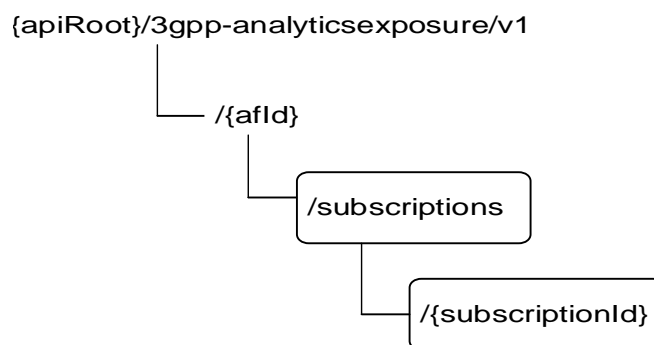 {apiRoot}/3gpp-analyticsexposure/v1
/{afId}
/subscriptions
/{subscriptionId}